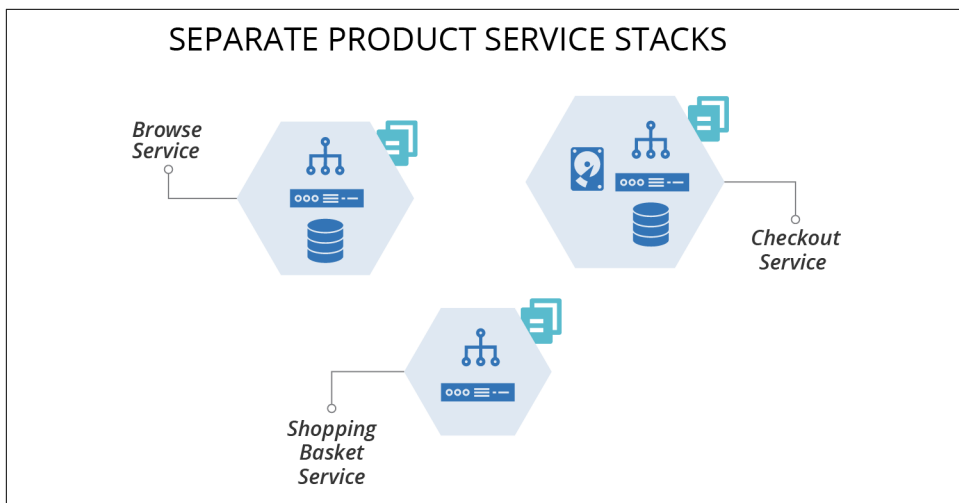 SEPARATE PRODUCT SERVICE STACKS
Browse
Service
Checkout
Service
Shopping
Basket
Service